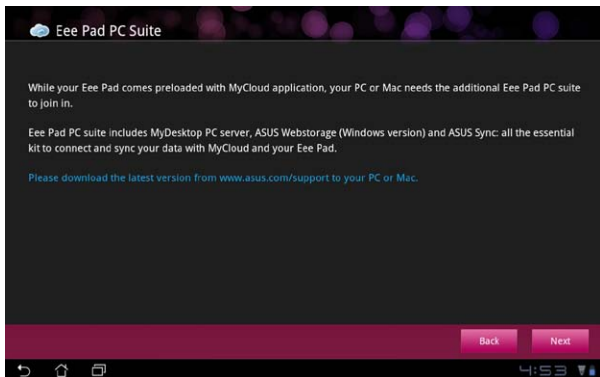 Eee Pad PC Suite
While your Eee Pad comes preloaded with MyCloud application, your PC or Mac needs the additional Eee Pad PC suite
to join in.
Eee Pad PC suite includes MyDesktop PC server, ASUS Webstorage (Windows version) and ASUS Sync: all the essential
kit to connect and sync your data with MyCloud and your Eee Pad.
Please download the latest version from www.asus.com/support to your PC or Mac.
Back Next
4:53